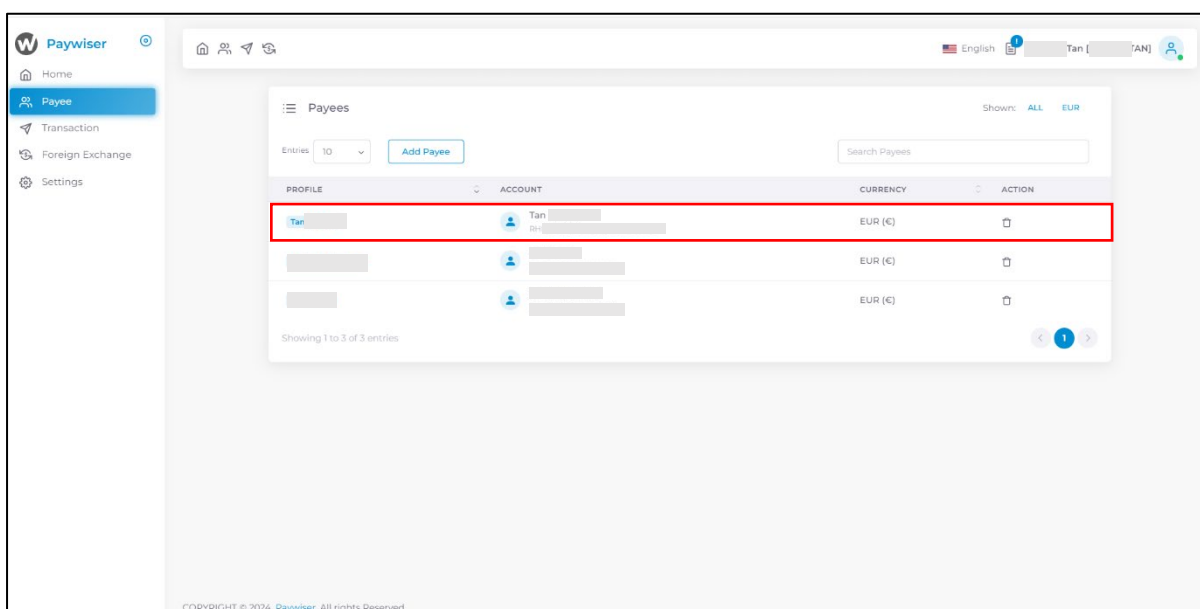 Paywiser
Home
Payee
Transaction
Foreign Exchange
Settings
English
1
Tan [ TAN]
Payees
Shown: ALL EUR
Entries 10
Add Payee
Search Payees
PROFILE ACCOUNT CURRENCY ACTION
Tan Tan EUR (€)
RH
EUR (€)
EUR (€)
Showing 1 to 3 of 3 entries
< 1 >
COPYRIGHT © 2024 Paywiser, All rights Reserved